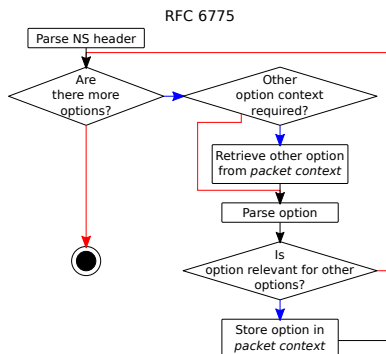 RFC 6775
Parse NS header
Are
there more
options?
Other
option context
required?
Retrieve other option
from packet context
Parse option
Is
option relevant for other
options?
Store option in
packet context